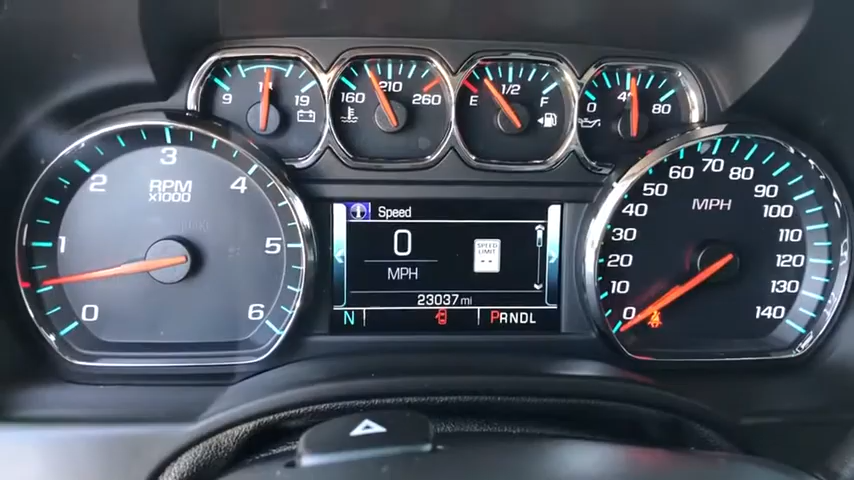 9 14 19
160 210 260
E 1/2 F
0 40 80
0 1 2 3 4 5 6
RPM
X1000
Speed
0
MPH
SPEED
LIMIT
--
23037 mi
N
PRNDL
0 10 20 30 40 50 60 70 80 90 100 110 120 130 140
MPH